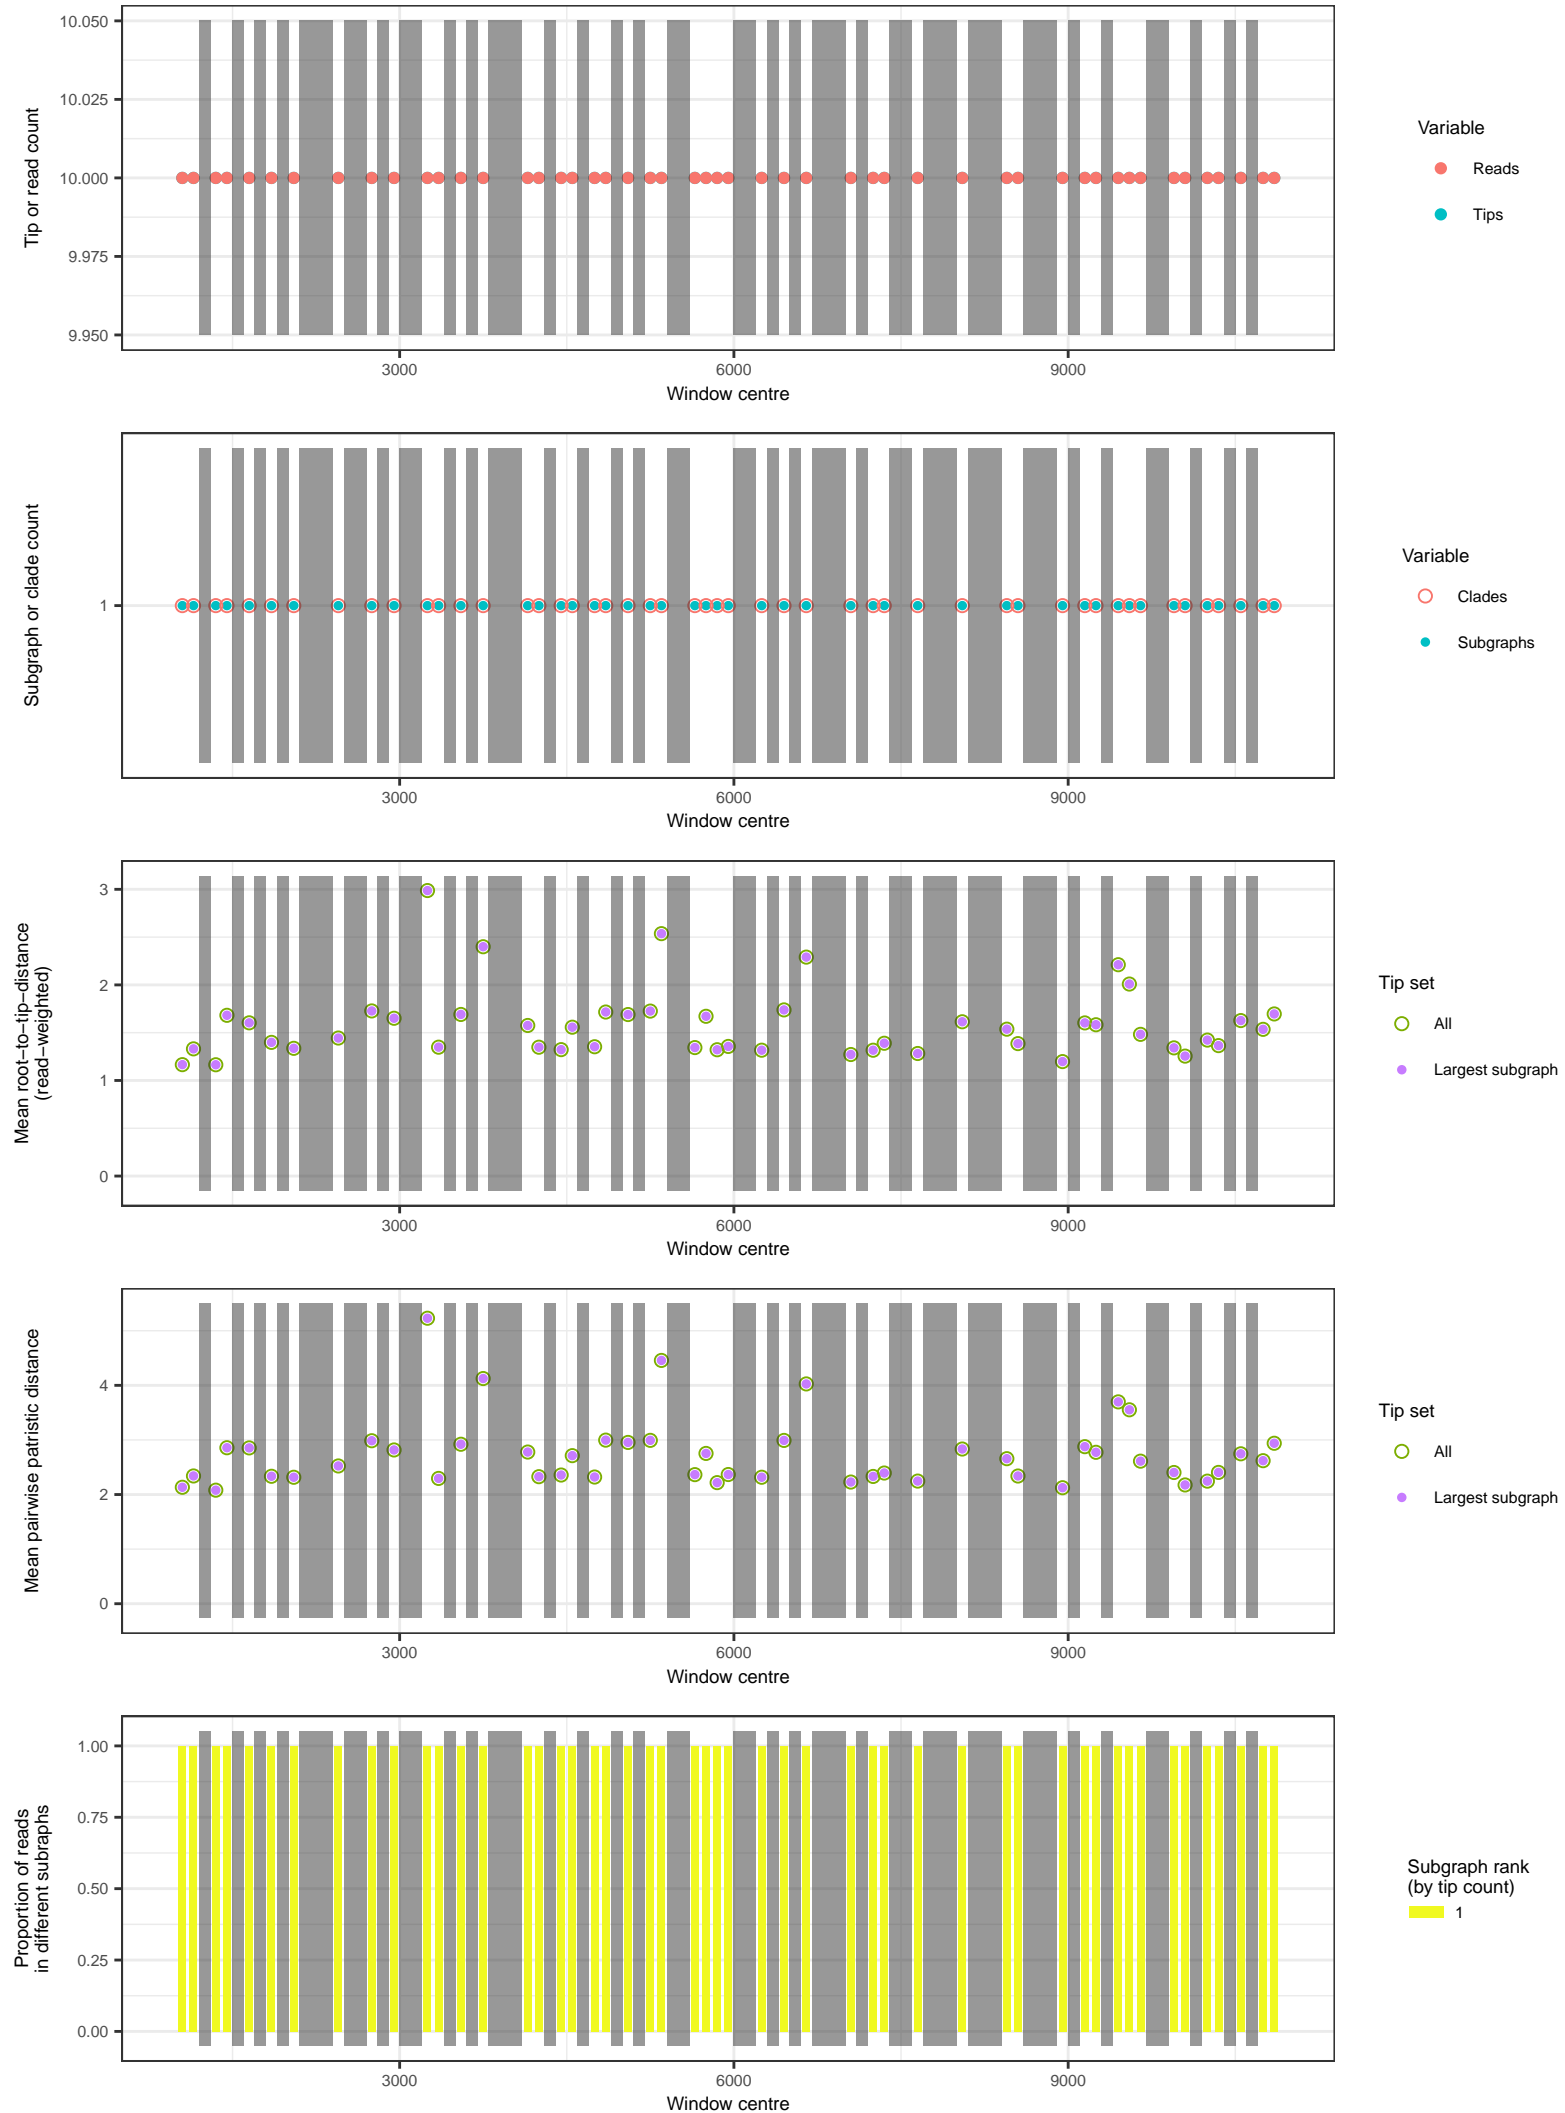 10.050
10.025
10.000
9.975
9.950
Tip or read count
3000
6000
9000
Window centre
Variable
Reads
Tips
1
Subgraph or clade count
3000
6000
9000
Window centre
Variable
Clades
Subgraphs
3
2
1
0
Mean root−to−tip−distance
(read−weighted)
3000
6000
9000
Window centre
Tip set
All
Largest subgraph
4
2
0
Mean pairwise patristic distance
3000
6000
9000
Window centre
Tip set
All
Largest subgraph
1.00
0.75
0.50
0.25
0.00
Proportion of reads
in different subraphs
3000
6000
9000
Window centre
Subgraph rank
(by tip count)
1